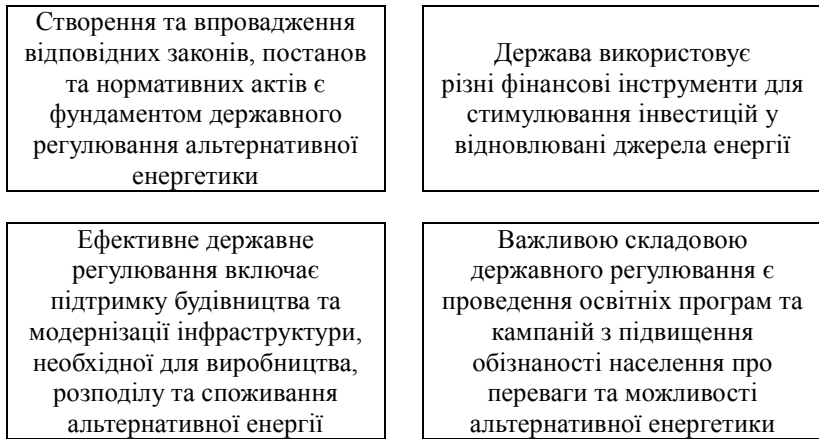 Створення та впровадження
відповідних законів, постанов
та нормативних актів є
фундаментом державного
регулювання альтернативної
енергетики
Держава використовує
різні фінансові інструменти для
стимулювання інвестицій у
відновлювані джерела енергії
Ефективне державне
регулювання включає
підтримку будівництва та
модернізації інфраструктури,
необхідної для виробництва,
розподілу та споживання
альтернативної енергії
Важливою складовою
державного регулювання є
проведення освітніх програм та
кампаній з підвищення
обізнаності населення про
переваги та можливості
альтернативної енергетики